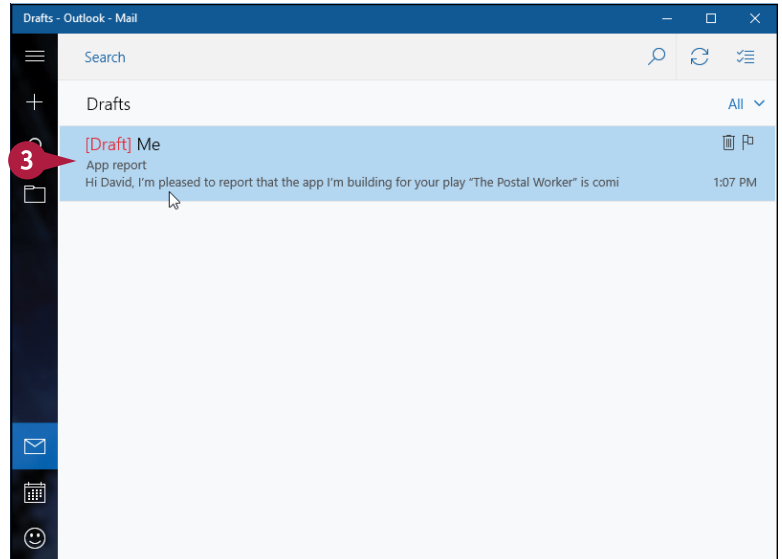 Drafts - Outlook - Mail
Search
Drafts
All
[Draft] Me
3
App report
Hi David, I'm pleased to report that the app I'm building for your play “The Postal Worker” is comi
1:07 PM